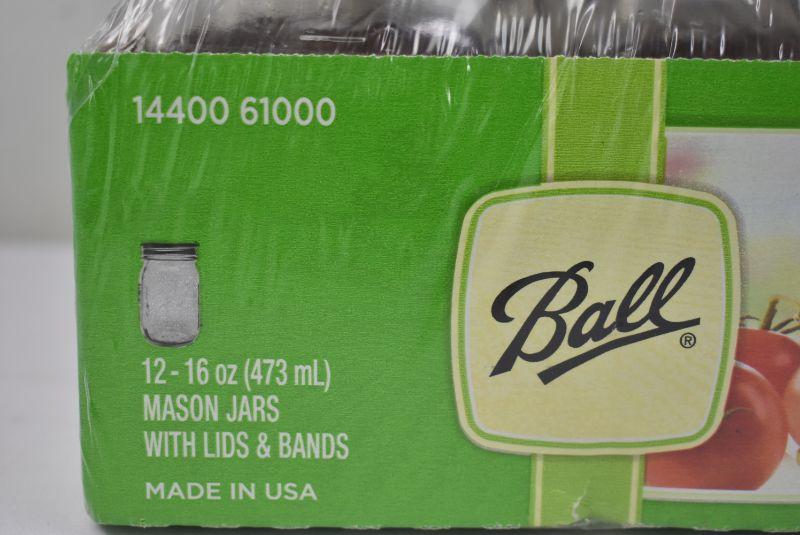 14400 61000
Ball®
12 - 16 oz (473 mL)
MASON JARS
WITH LIDS & BANDS
MADE IN USA